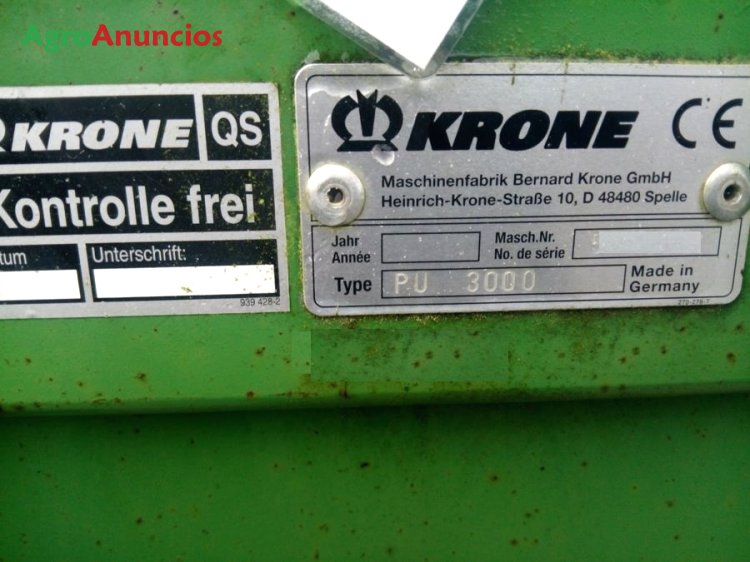 AgroAnuncios
KRONE QS
Kontrolle frei
Unterschrift:
939 428-2
KRONE CE
Maschinenfabrik Bernard Krone GmbH
Heinrich-Krone-Straße 10, D 48480 Spelle
Jahr
Année
Masch.Nr.
No. de série
Type PU 3000
Made in
Germany